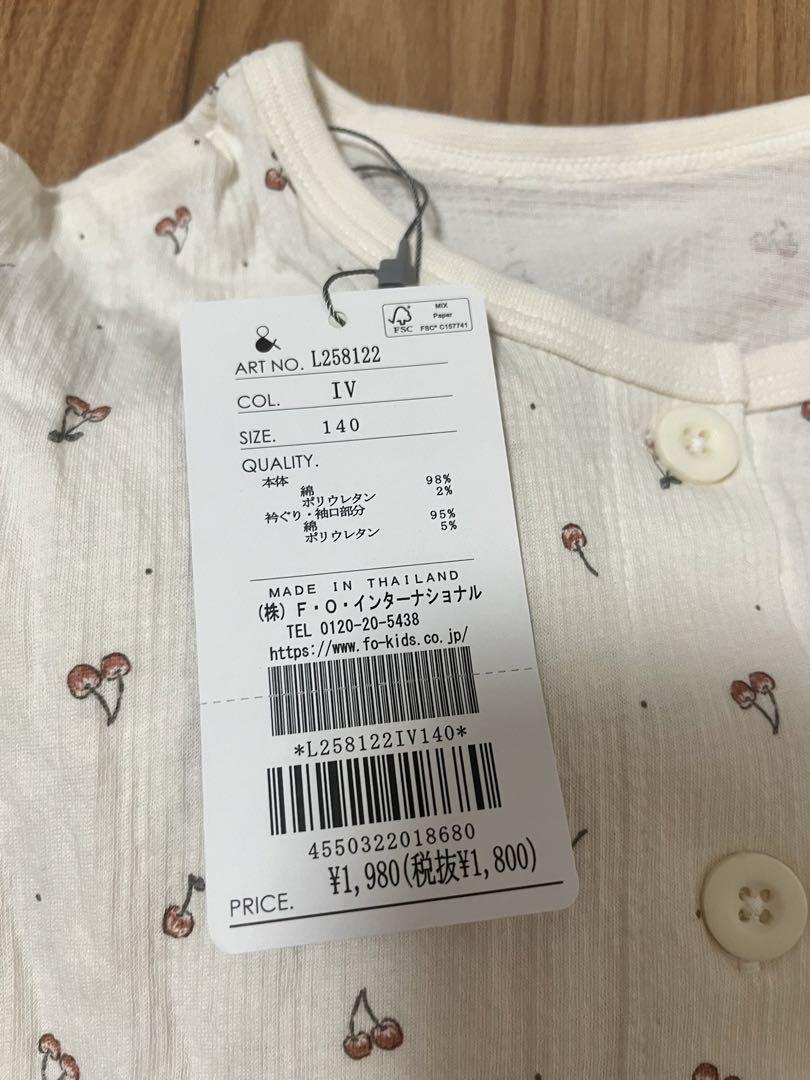 &
FSC
MIX
Paper
FSC® C157741
ART NO. L258122
COL. IV
SIZE. 140
QUALITY.
本体
綿 98%
ポリウレタン 2%
衿ぐり・袖口部分
綿 95%
ポリウレタン 5%
MADE IN THAILAND
(株) F・O・インターナショナル
TEL 0120-20-5438
https://www.fo-kids.co.jp/
*L258122IV140*
4550322018680
PRICE. ¥1,980(税抜¥1,800)